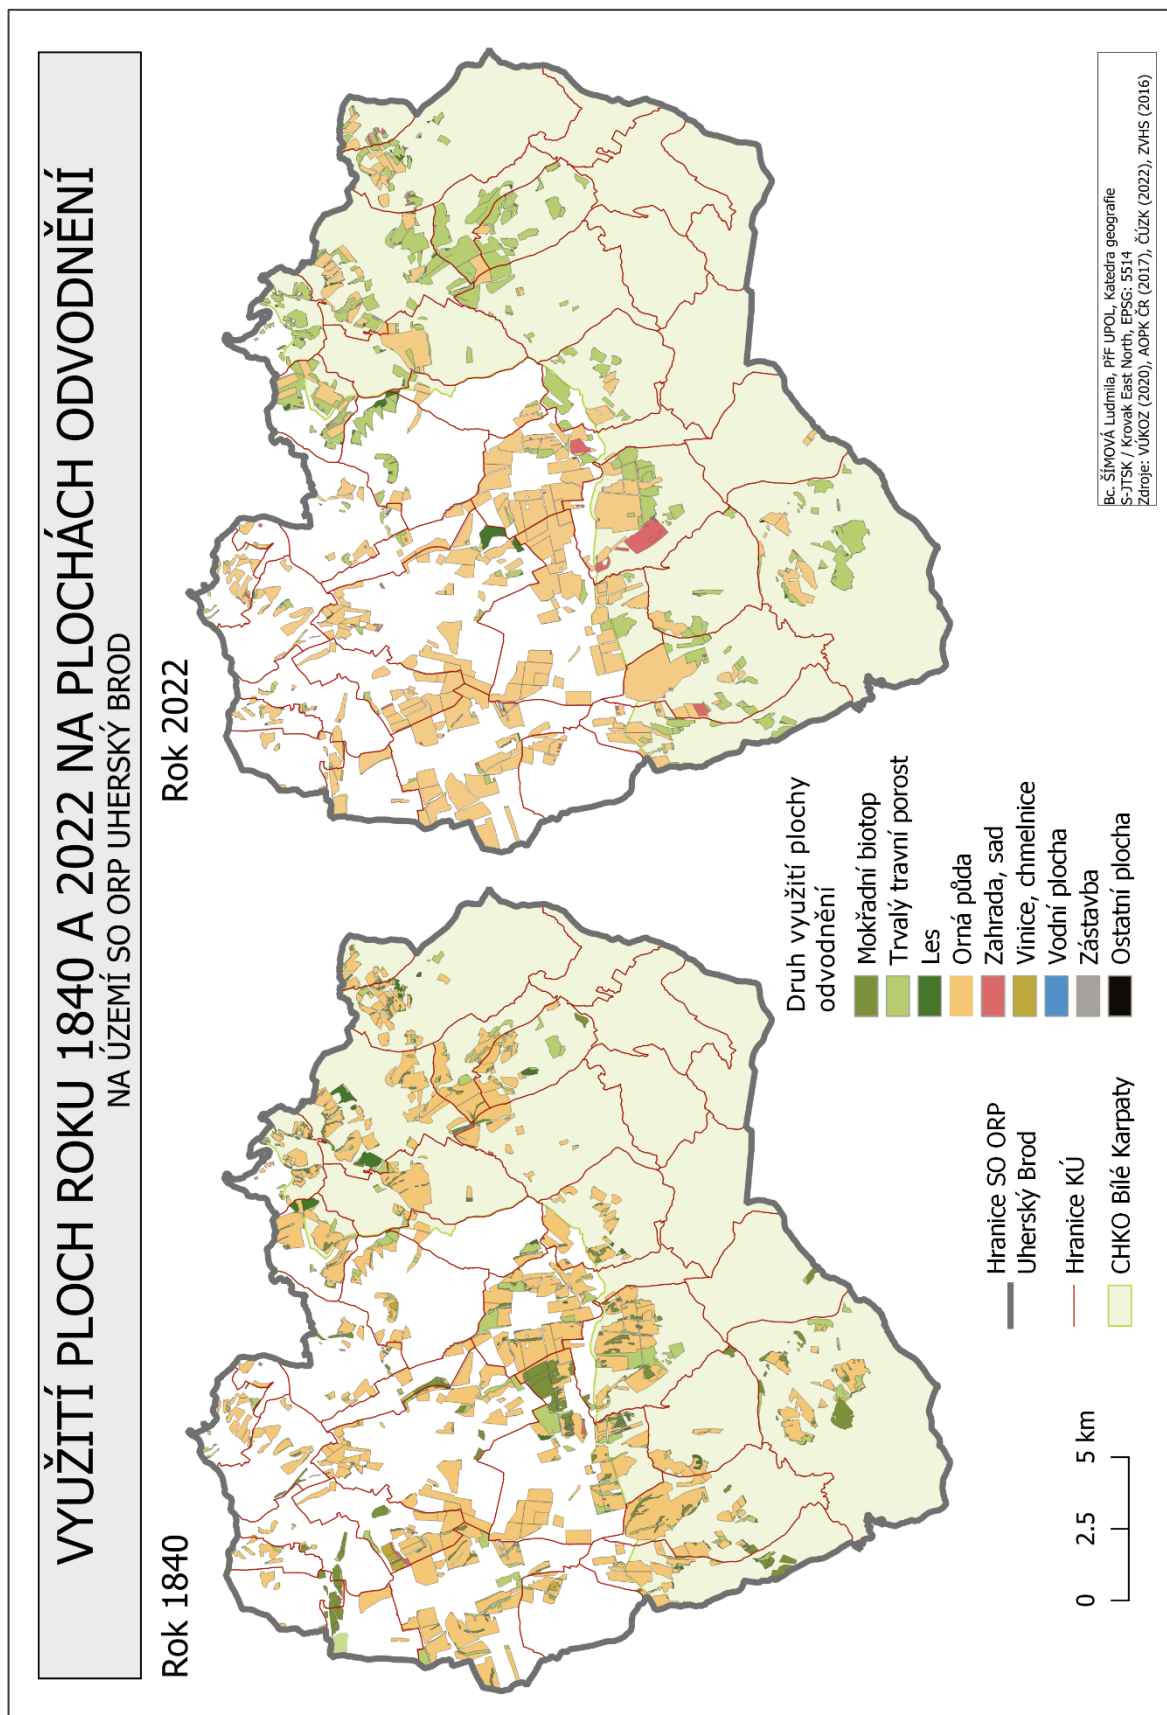 VYUŽITÍ PLOCH ROKU 1840 A 2022 NA PLOCHÁCH ODVODNĚNÍ
NA ÚZEMÍ SO ORP UHERSKÝ BROD
Rok 1840
Rok 2022
0 2.5 5 km
Hranice SO ORP
Uherský Brod
Hranice KÚ
CHKO Bílé Karpaty
Druh využití plochy
odvodnění
Mokřadní biotop
Trvalý travní porost
Les
Orná půda
Zahrada, sad
Vinice, chmelnice
Vodní plocha
Zástavba
Ostatní plocha
Bc. ŠÍMOVÁ Ludmila, PřF UPOL, Katedra geografie
S-JTSK / Krovak East North, EPSG: 5514
Zdroje: VÚKOZ (2020), AOPK ČR (2017), ČÚZK (2022), ZVHS (2016)